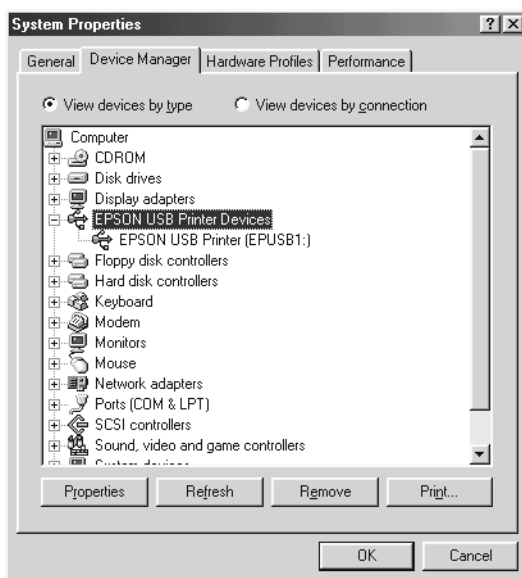 System Properties
General Device Manager Hardware Profiles Performance
View devices by type View devices by connection
Computer
CDROM
Disk drives
Display adapters
EPSON USB Printer Devices
EPSON USB Printer (EPUSB1:)
Floppy disk controllers
Hard disk controllers
Keyboard
Modem
Monitors
Mouse
Network adapters
Ports (COM & LPT)
SCSI controllers
Sound, video and game controllers
System devices
Properties Refresh Remove Print...
OK Cancel